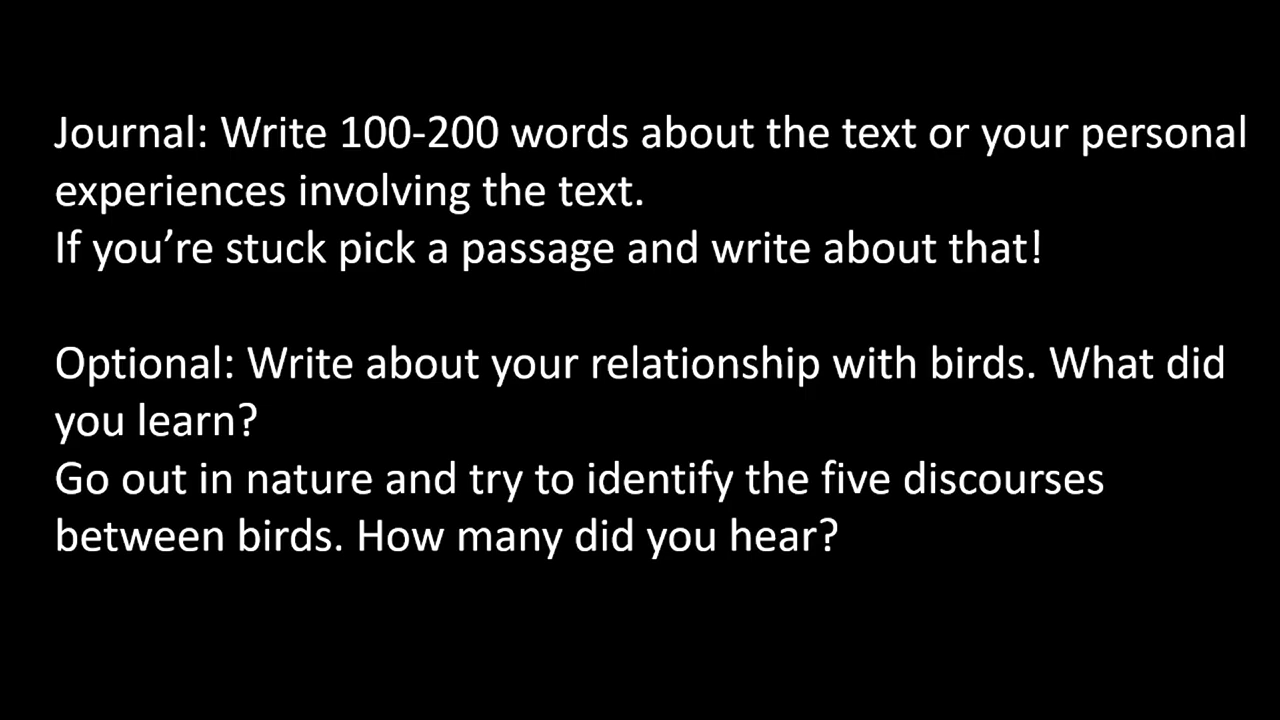 Journal: Write 100-200 words about the text or your personal
experiences involving the text.
If you’re stuck pick a passage and write about that!
Optional: Write about your relationship with birds. What did
you learn?
Go out in nature and try to identify the five discourses
between birds. How many did you hear?